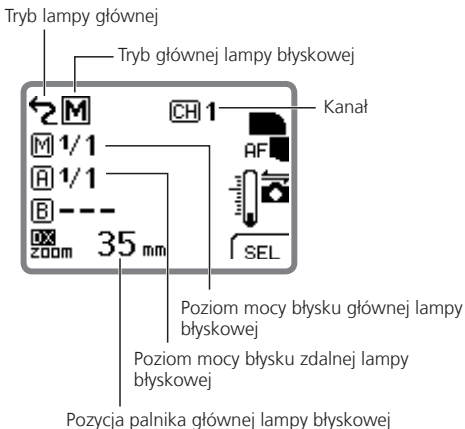 Tryb lampy głównej
Tryb głównej lampy błyskowej
M CH 1 Kanał
M 1/1
AF
A 1/1
B ---
DX
zoom 35 mm SEL
Poziom mocy błysku głównej lampy
błyskowej
Poziom mocy błysku zdalnej lampy
błyskowej
Pozycja palnika głównej lampy błyskowej